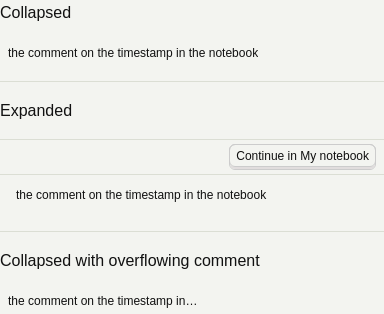 Collapsed
the comment on the timestamp in the notebook
Expanded
Continue in My notebook
the comment on the timestamp in the notebook
Collapsed with overflowing comment
the comment on the timestamp in…